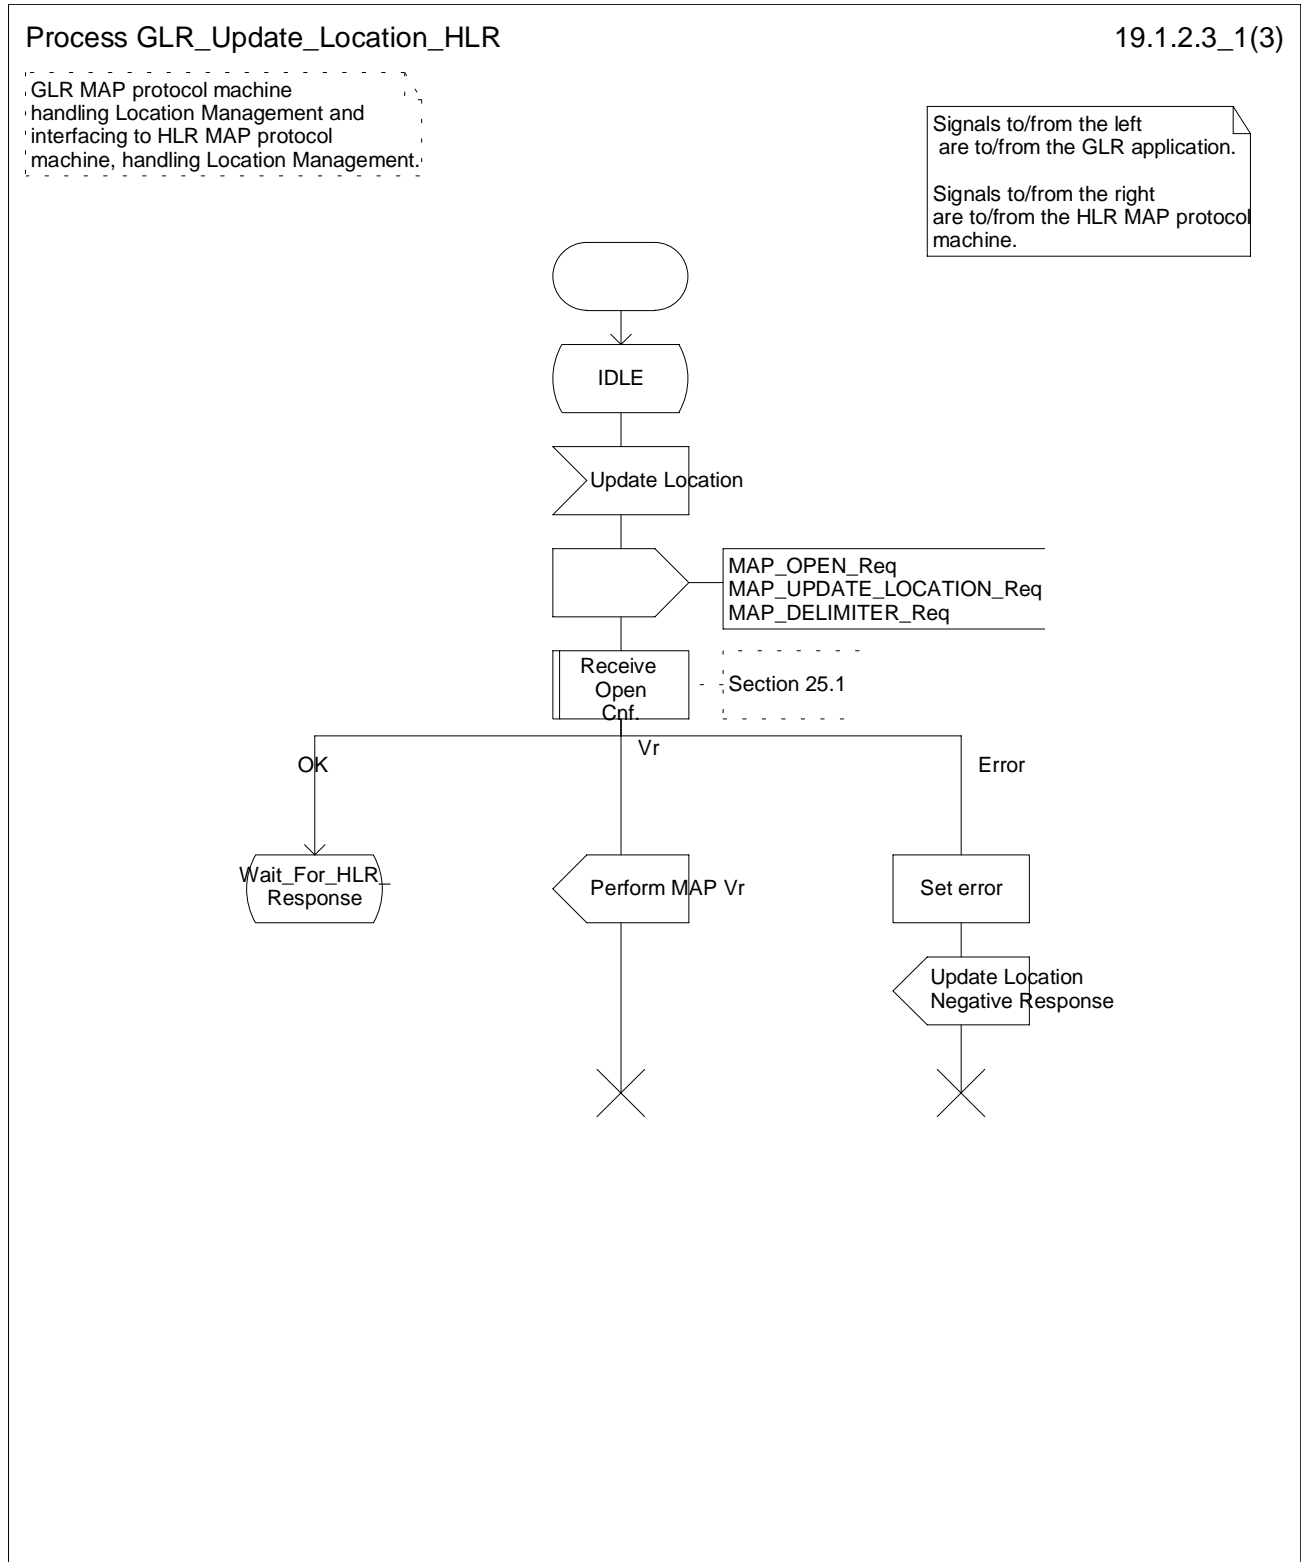 Process GLR_Update_Location_HLR
19.1.2.3_1(3)
GLR MAP protocol machine
handling Location Management and
interfacing to HLR MAP protocol
machine, handling Location Management.
Signals to/from the left
are to/from the GLR application.
Signals to/from the right
are to/from the HLR MAP protocol
machine.
IDLE
Update Location
MAP_OPEN_Req
MAP_UPDATE_LOCATION_Req
MAP_DELIMITER_Req
Receive
Open
Cnf.
Section 25.1
OK
Vr
Error
Wait_For_HLR_
Response
Perform MAP Vr
Set error
Update Location
Negative Response